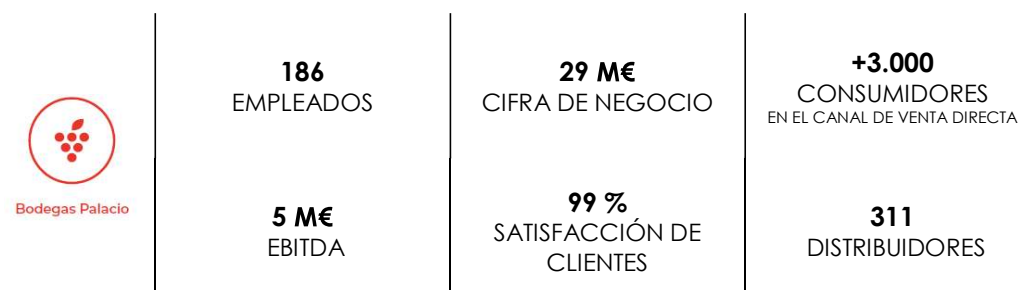 186
EMPLEADOS
29 M€
CIFRA DE NEGOCIO
+3.000
CONSUMIDORES
EN EL CANAL DE VENTA DIRECTA
Bodegas Palacio
5 M€
EBITDA
99 %
SATISFACCIÓN DE
CLIENTES
311
DISTRIBUIDORES